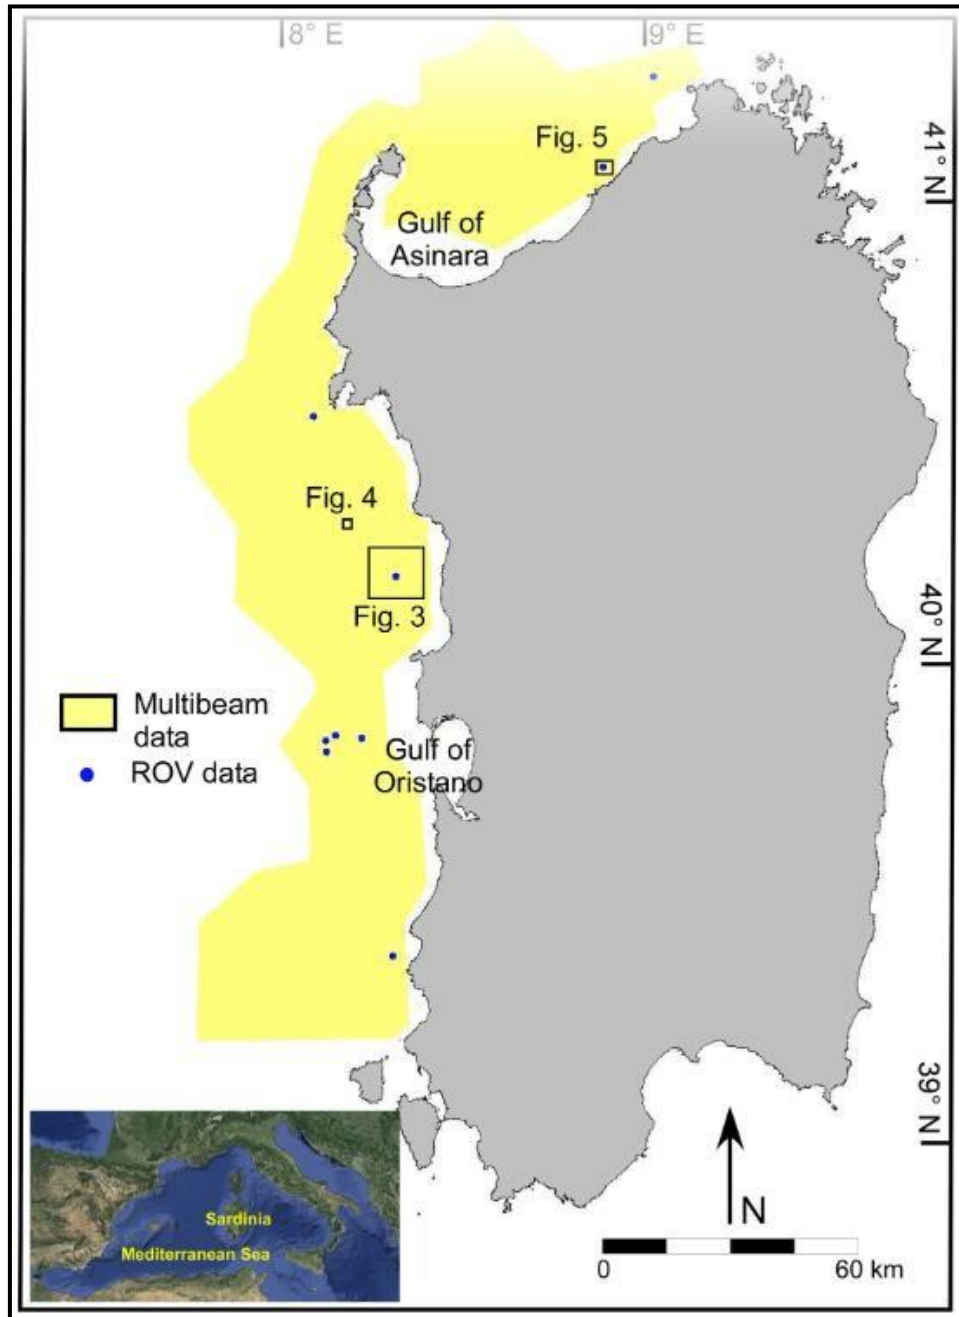 8° E
9° E
41° N
Fig. 5
Gulf of
Asinara
Fig. 4
Fig. 3
40° N
Multibeam
data
ROV data
Gulf of
Oristano
39° N
Sardinia
Mediterranean Sea
N
0
60 km